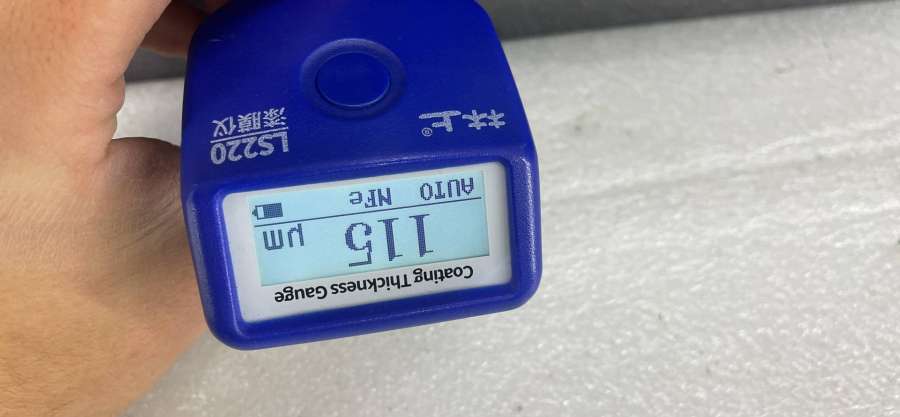 Coating Thickness Gauge
115 μm
AUTO NFe
林上®
LS220
漆膜仪